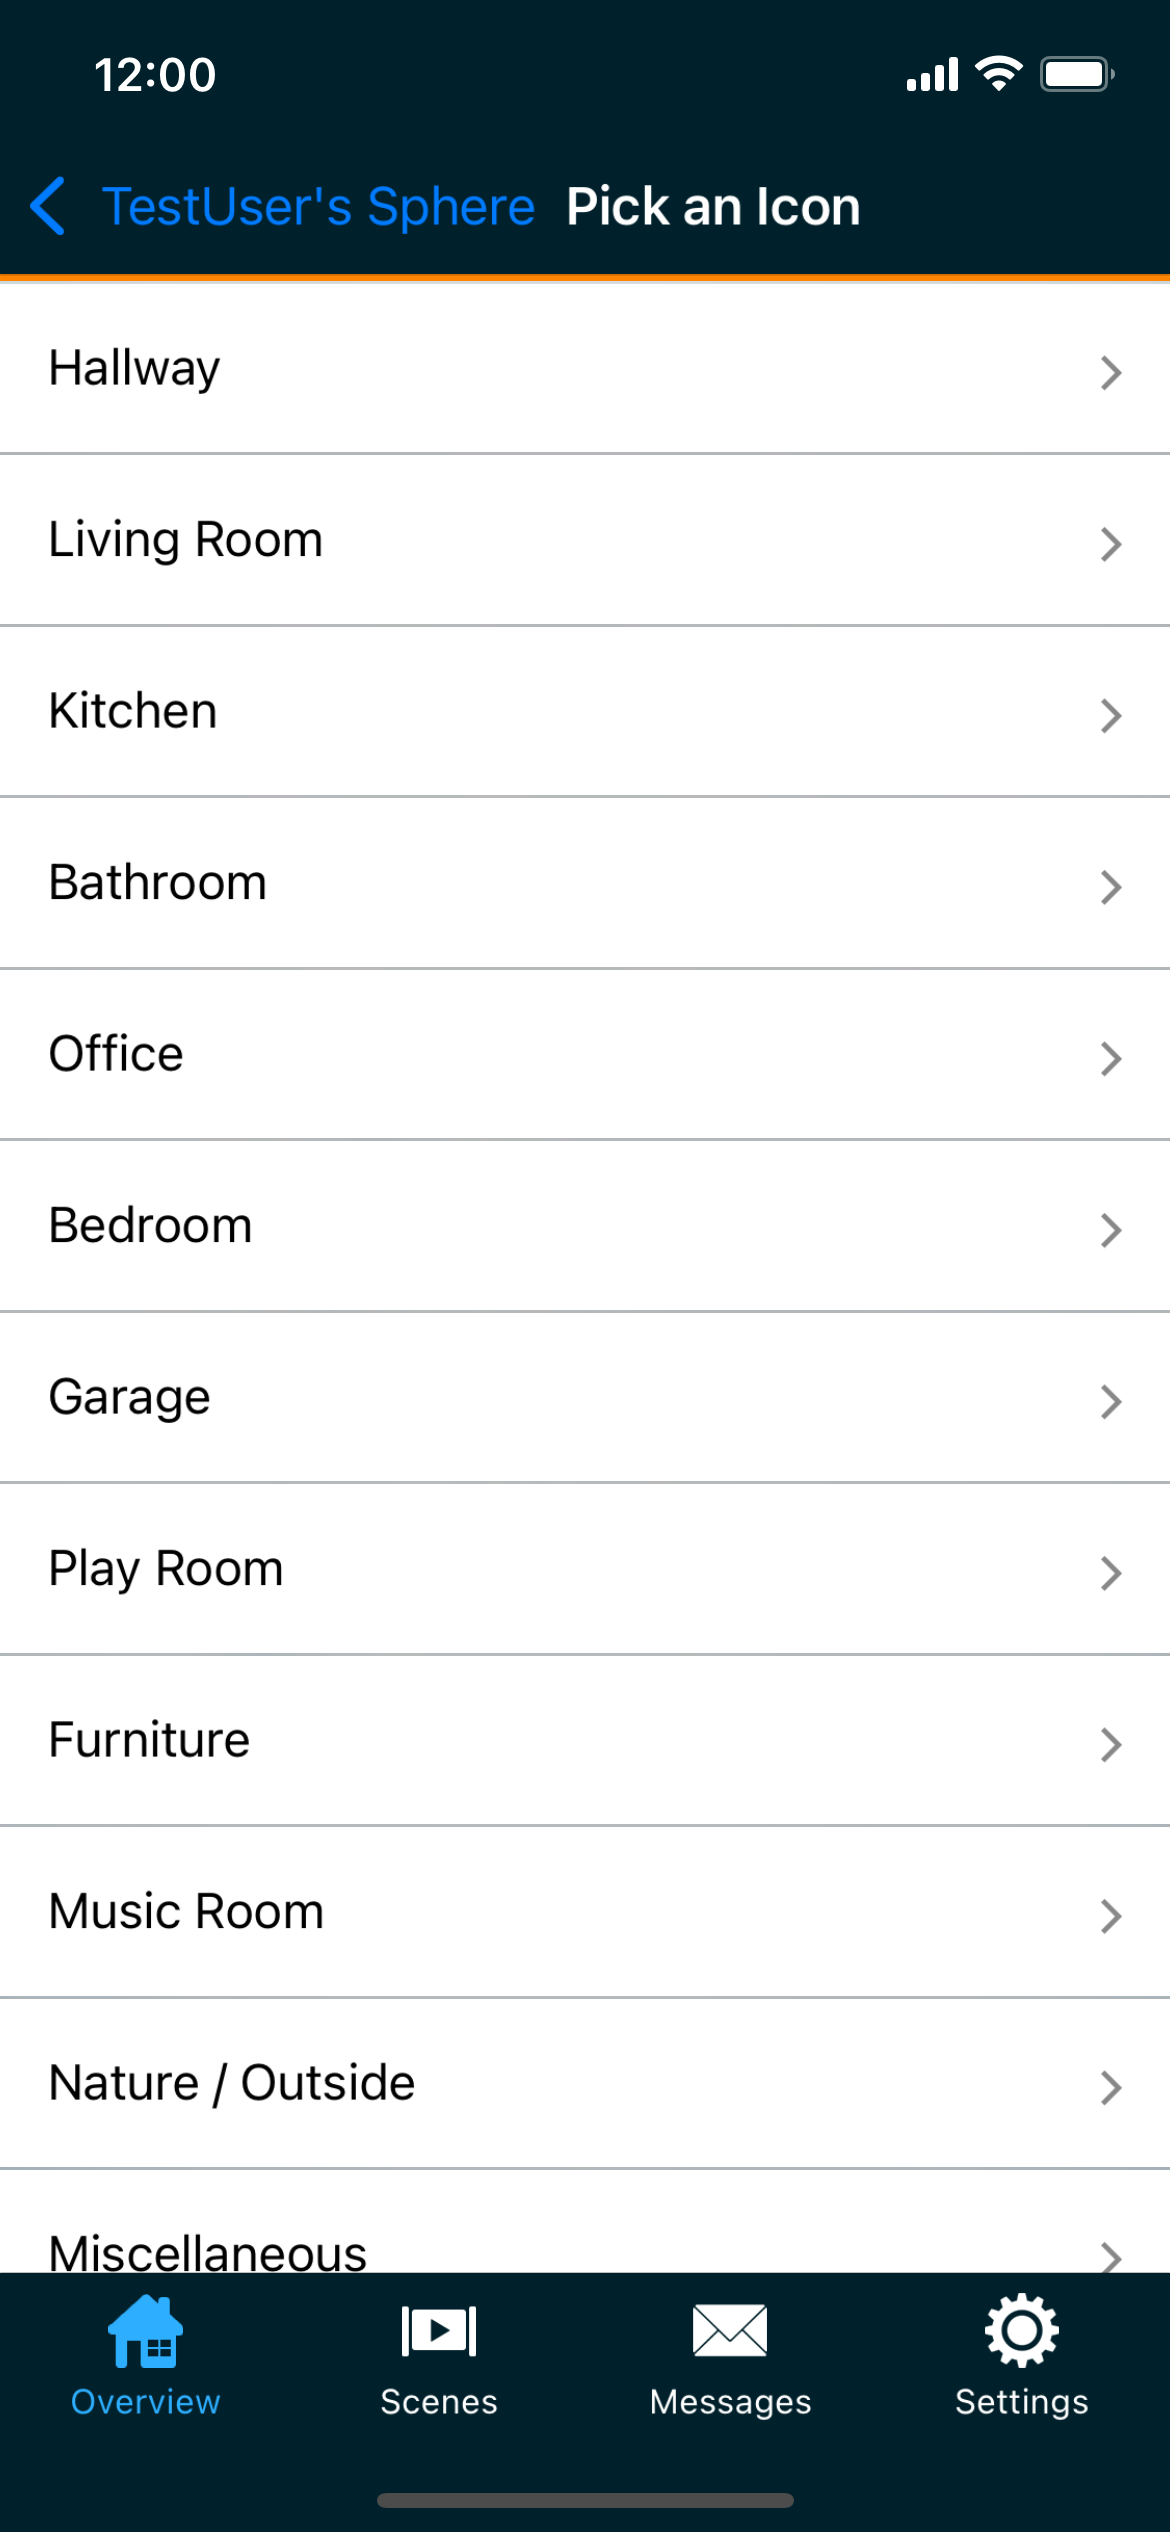 12:00
TestUser's Sphere Pick an Icon
Hallway
Living Room
Kitchen
Bathroom
Office
Bedroom
Garage
Play Room
Furniture
Music Room
Nature / Outside
Miscellaneous
Overview Scenes Messages Settings